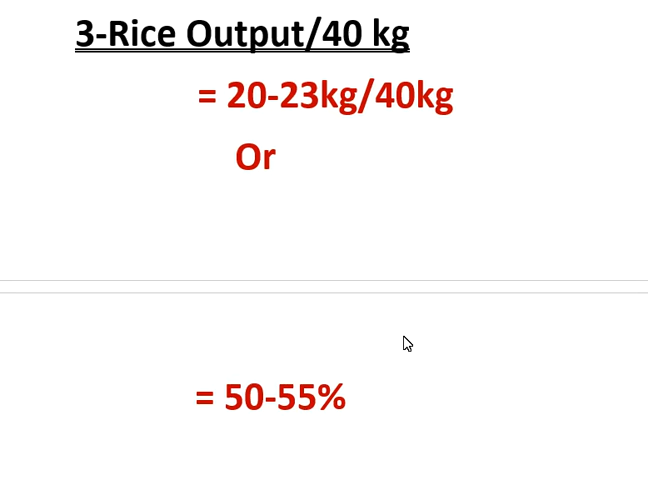 3-Rice Output/40 kg
= 20-23kg/40kg
Or
= 50-55%